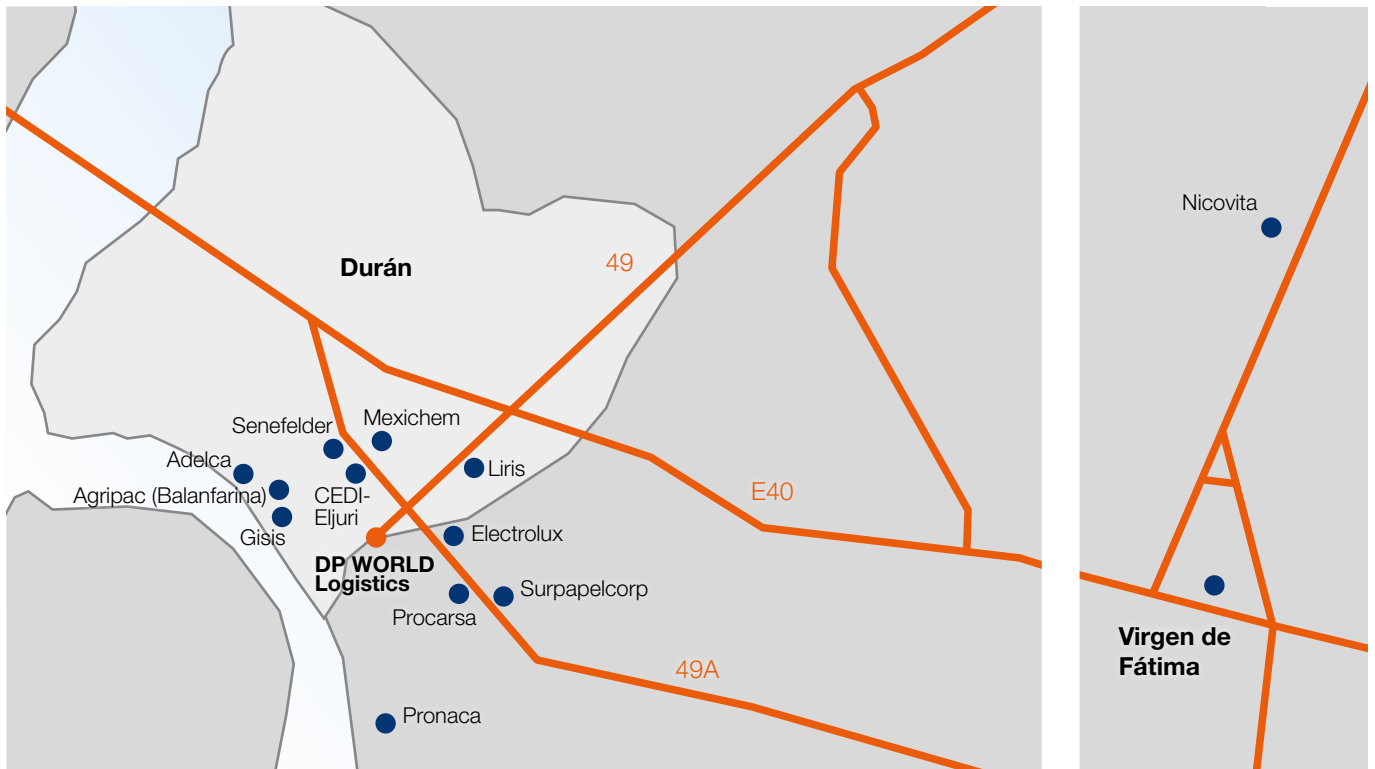 Nicovita
Durán
49
Mexichem
Senefelder
Adelca
Liris
Agripac (Balanfarina)
CEDI-
Eljuri
E40
Gisis
Electrolux
DP WORLD
Logistics
Surpapelcorp
Procarsa
Virgen de
Fátima
49A
Pronaca